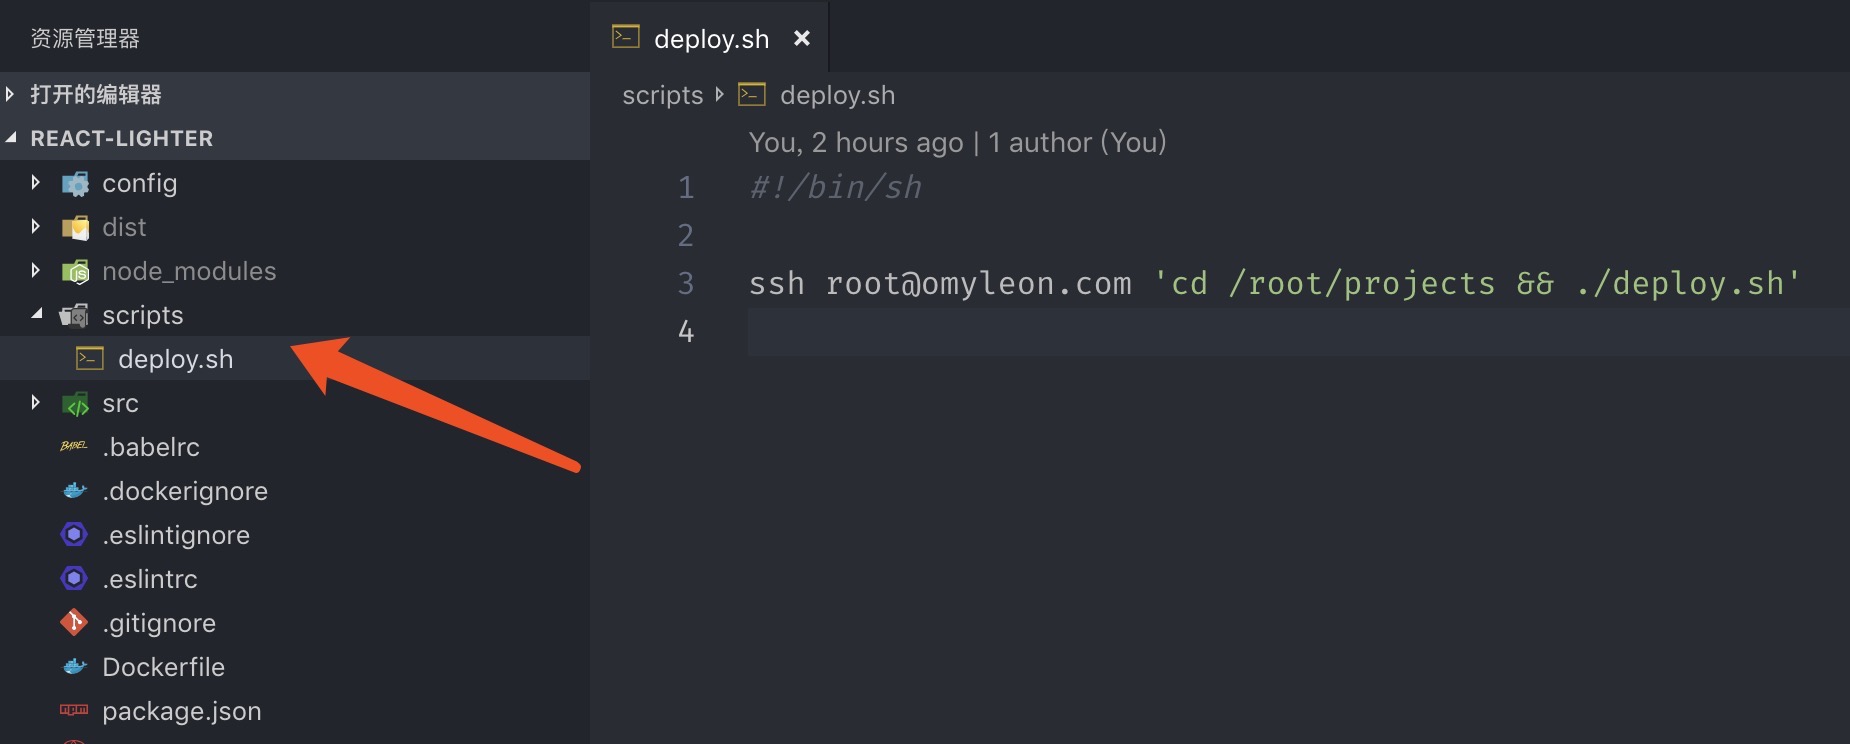 资源管理器
打开的编辑器
REACT-LIGHTER
config
dist
node_modules
scripts
deploy.sh
src
.babelrc
.dockerignore
.eslintignore
.eslintrc
.gitignore
Dockerfile
package.json
deploy.sh ×
scripts deploy.sh
You, 2 hours ago | 1 author (You)
1 #!/bin/sh
2
3 ssh root@omyleon.com 'cd /root/projects && ./deploy.sh'
4